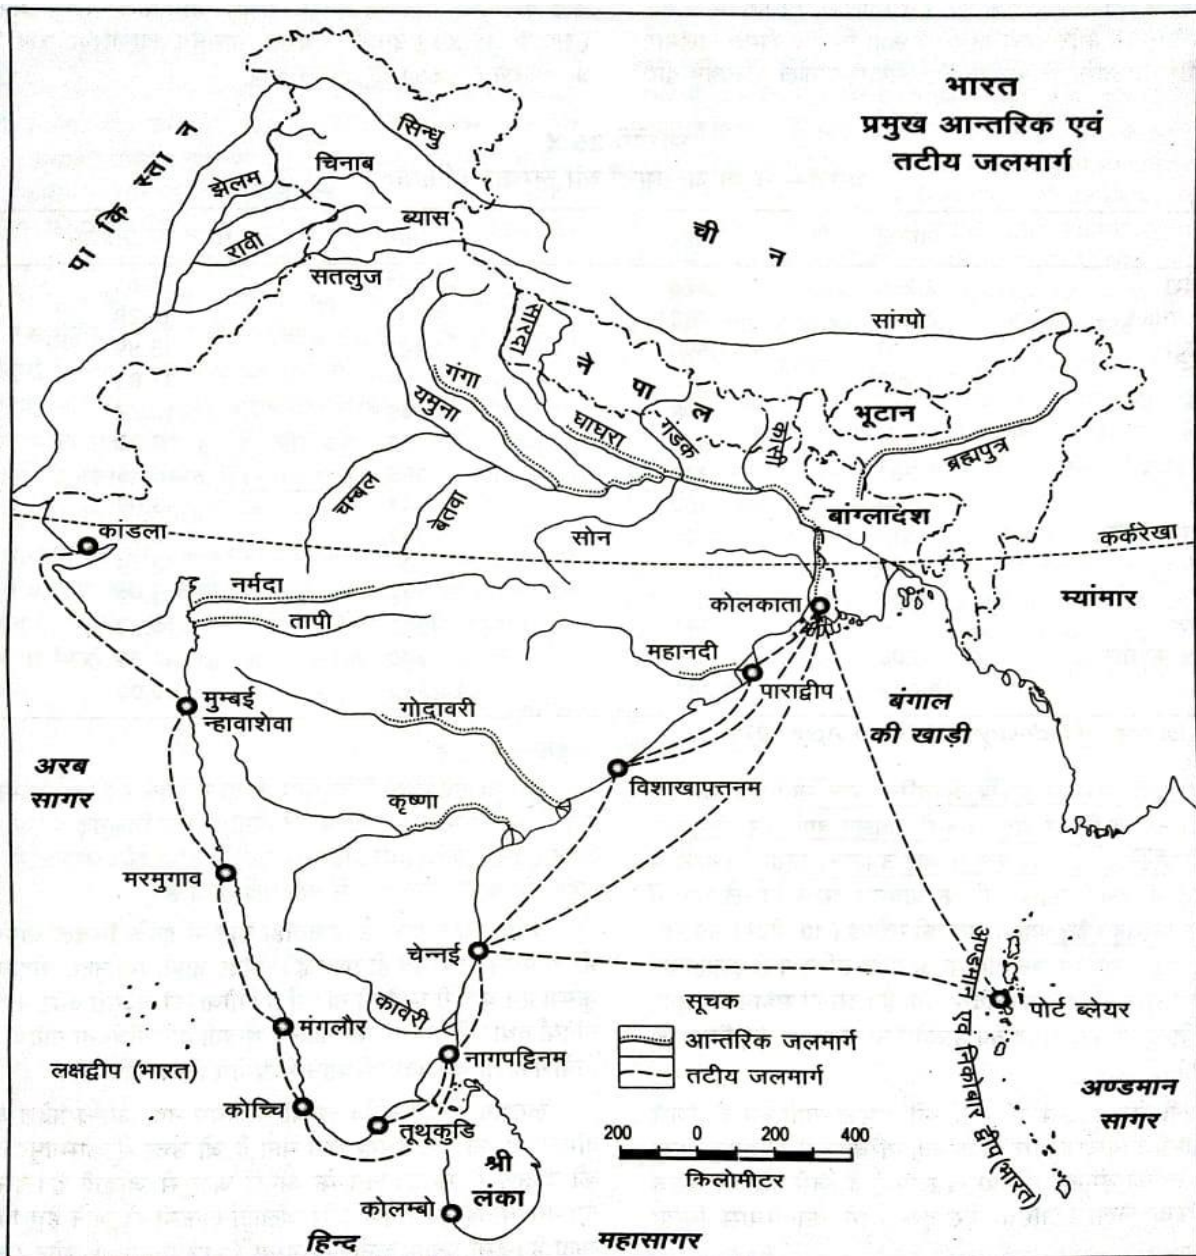 भारत
प्रमुख आन्तरिक एवं
तटीय जलमार्ग
पाकिस्तान
सिन्धु
चिनाब
झेलम
ब्यास
रावी
सतलुज
चीन
सांग्पो
सारदा
नेपाल
गंगा
यमुना
घाघरा
गंडक
कोसी
भूटान
ब्रह्मपुत्र
चम्बल
बेतवा
सोन
बांग्लादेश
कर्करेखा
कांडला
नर्मदा
तापी
कोलकाता
म्यांमार
महानदी
पाराद्वीप
मुम्बई
न्हावाशेवा
गोदावरी
बंगाल
की खाड़ी
अरब
सागर
विशाखापत्तनम
कृष्णा
मरमुगाव
चेन्नई
कावेरी
मंगलौर
नागपट्टिनम
लक्षद्वीप (भारत)
कोच्चि
तूथूकुडि
श्री
लंका
कोलम्बो
सूचक
आन्तरिक जलमार्ग
तटीय जलमार्ग
200 0 200 400
किलोमीटर
पोर्ट ब्लेयर
अण्डमान एवं निकोबार द्वीप (भारत)
अण्डमान
सागर
हिन्द महासागर